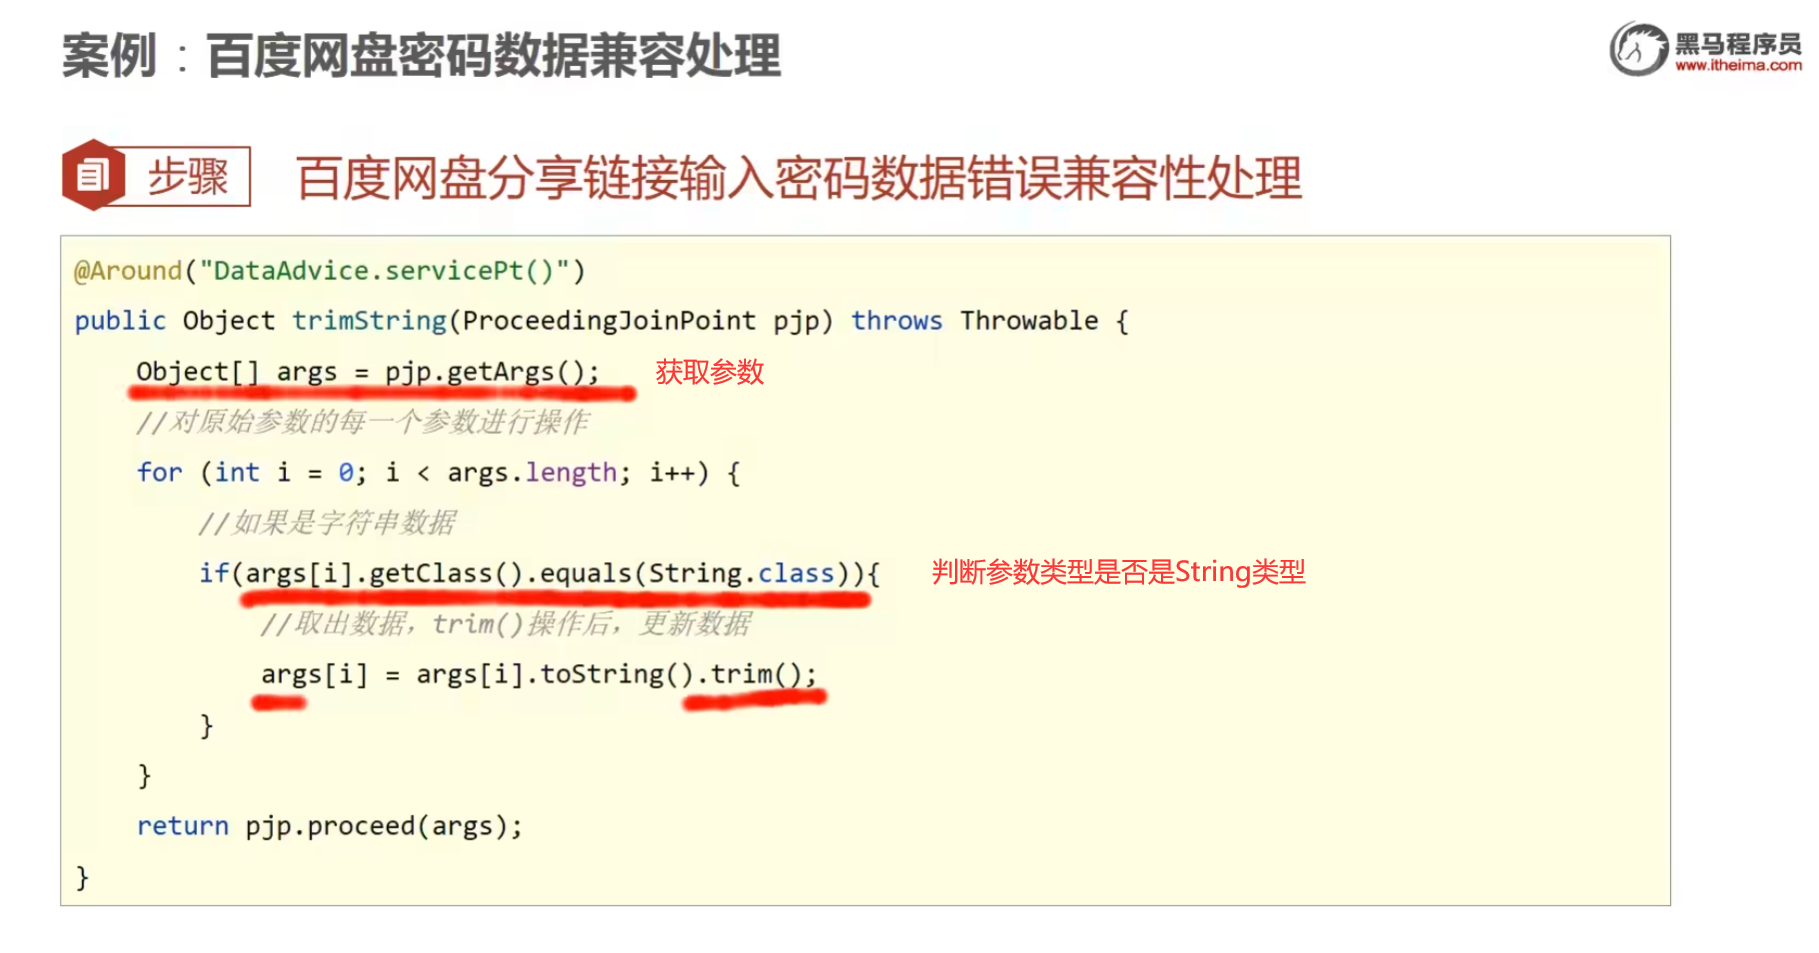 案例：百度网盘密码数据兼容处理
黑马程序员
www.itheima.com
步骤
百度网盘分享链接输入密码数据错误兼容性处理
@Around("DataAdvice.servicePt()")
public Object trimString(ProceedingJoinPoint pjp) throws Throwable {
Object[] args = pjp.getArgs(); 获取参数
//对原始参数的每一个参数进行操作
for (int i = 0; i < args.length; i++) {
//如果是字符串数据
if(args[i].getClass().equals(String.class)){ 判断参数类型是否是String类型
//取出数据，trim()操作后，更新数据
args[i] = args[i].toString().trim();
}
}
return pjp.proceed(args);
}